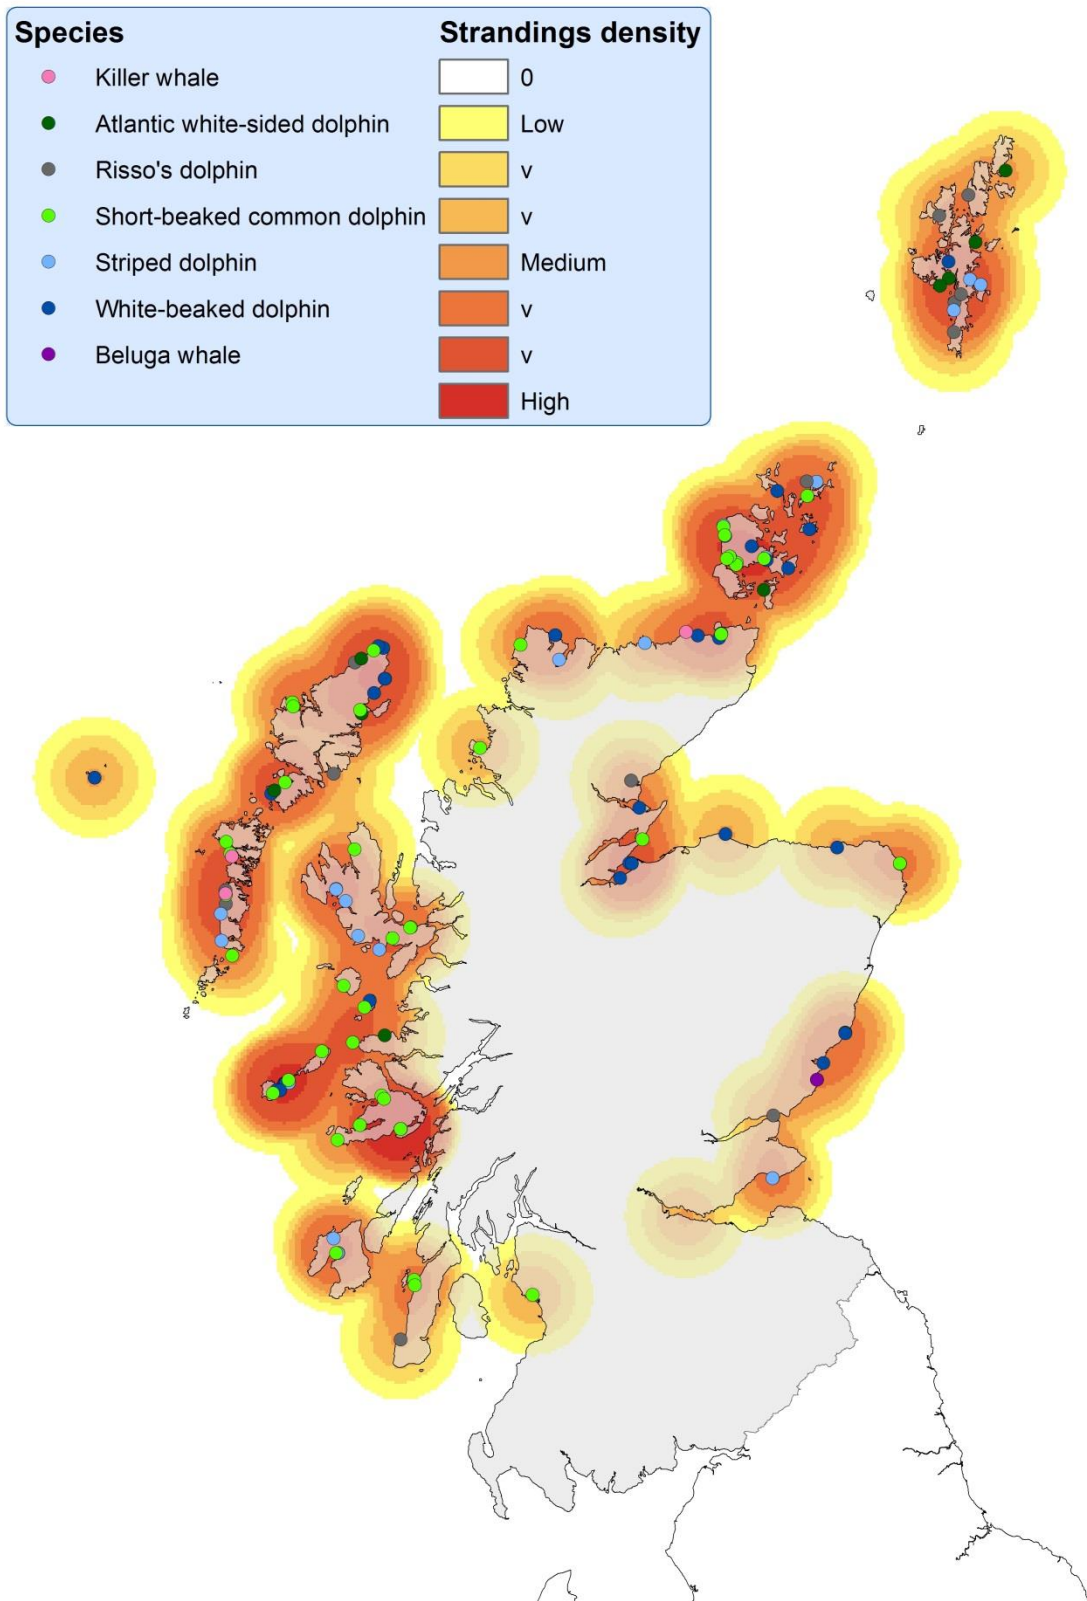 Species
Killer whale
Atlantic white-sided dolphin
Risso's dolphin
Short-beaked common dolphin
Striped dolphin
White-beaked dolphin
Beluga whale
Strandings density
0
Low
v
v
Medium
v
v
High